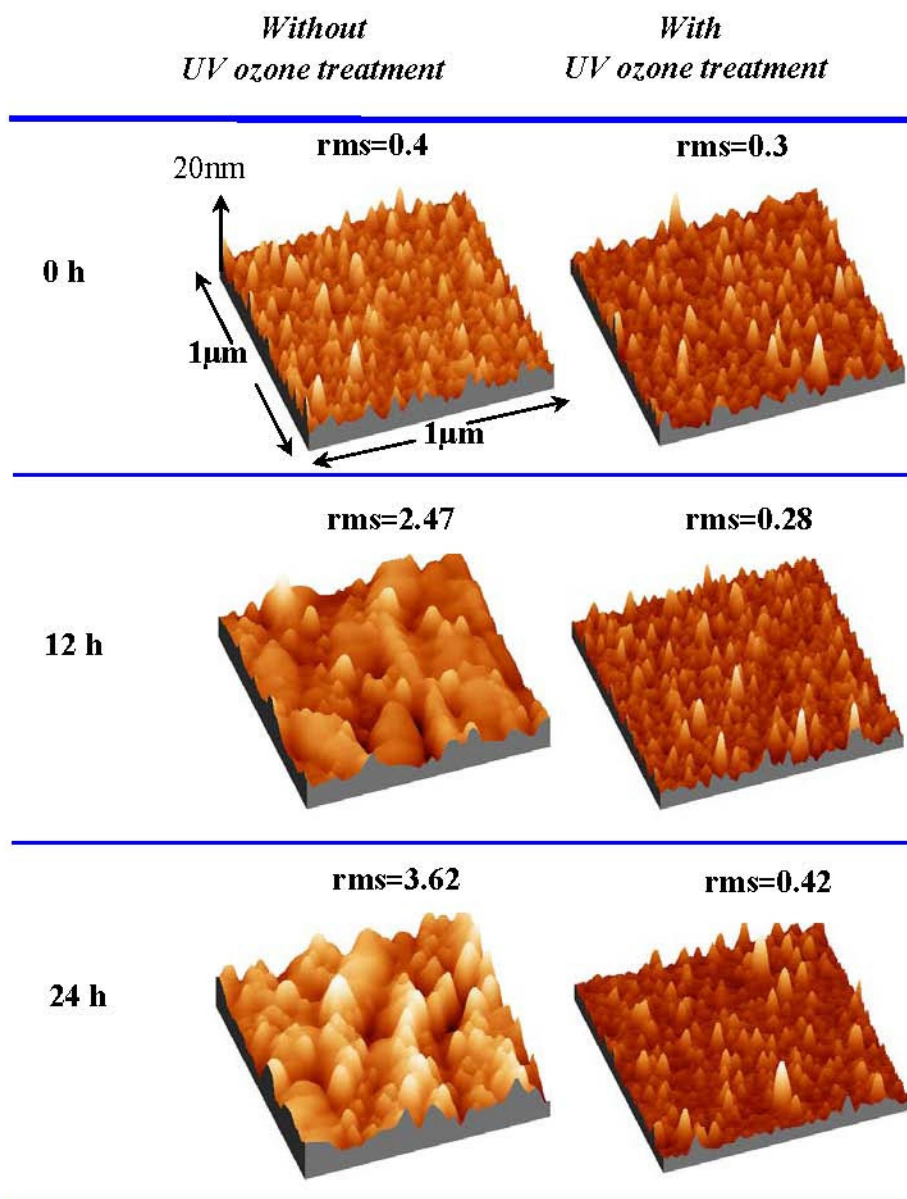 Without
UV ozone treatment
With
UV ozone treatment
rms=0.4
rms=0.3
20nm
0 h
1μm
1μm
rms=2.47
rms=0.28
12 h
rms=3.62
rms=0.42
24 h